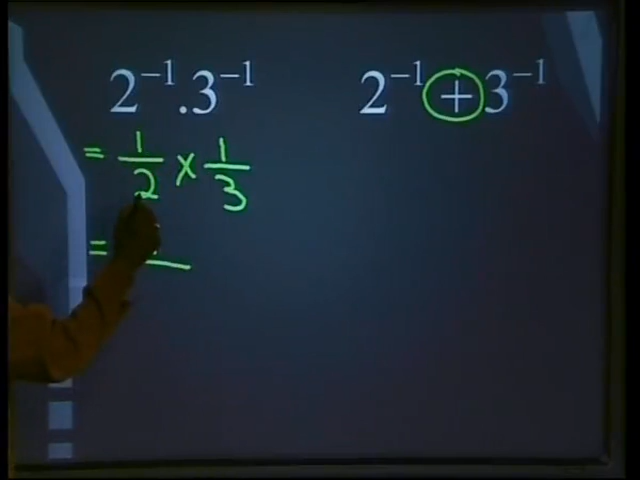 2⁻¹.3⁻¹
2⁻¹+3⁻¹
= 1/2 × 1/3
=